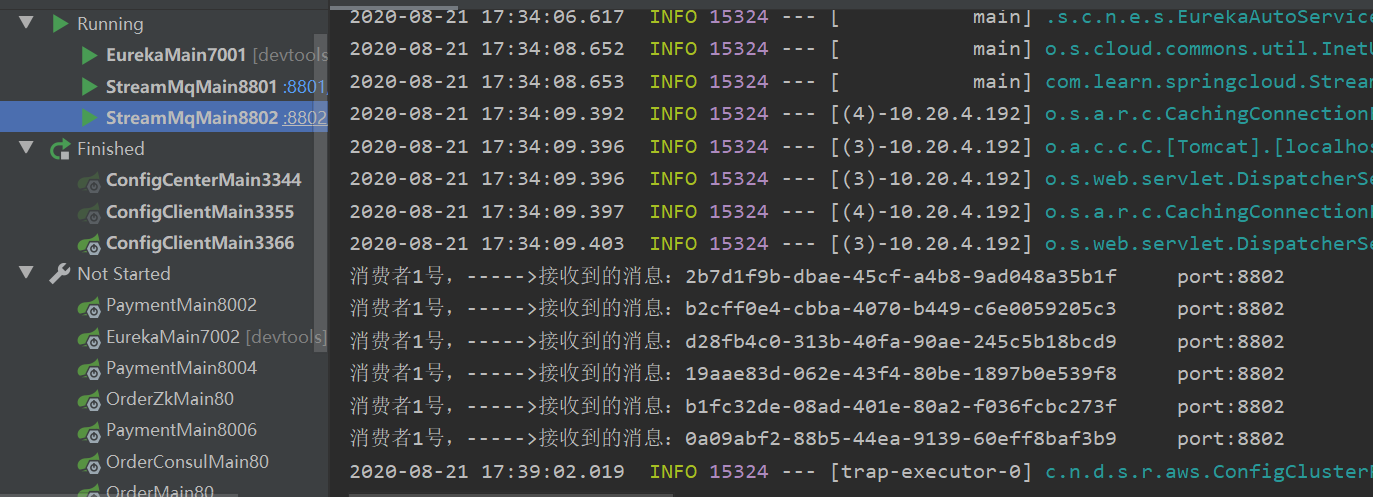 Running
EurekaMain7001 [devtools
StreamMqMain8801 :8801
StreamMqMain8802 :8802
Finished
ConfigCenterMain3344
ConfigClientMain3355
ConfigClientMain3366
Not Started
PaymentMain8002
EurekaMain7002 [devtools]
PaymentMain8004
OrderZkMain80
PaymentMain8006
OrderConsulMain80
OrderMain80
2020-08-21 17:34:06.617 INFO 15324 --- [ main] .s.c.n.e.s.EurekaAutoService
2020-08-21 17:34:08.652 INFO 15324 --- [ main] o.s.cloud.commons.util.InetU
2020-08-21 17:34:08.653 INFO 15324 --- [ main] com.learn.springcloud.Stream
2020-08-21 17:34:09.392 INFO 15324 --- [(4)-10.20.4.192] o.s.a.r.c.CachingConnection
2020-08-21 17:34:09.396 INFO 15324 --- [(3)-10.20.4.192] o.a.c.c.C.[Tomcat].[localhos
2020-08-21 17:34:09.396 INFO 15324 --- [(3)-10.20.4.192] o.s.web.servlet.DispatcherSe
2020-08-21 17:34:09.397 INFO 15324 --- [(4)-10.20.4.192] o.s.a.r.c.CachingConnection
2020-08-21 17:34:09.403 INFO 15324 --- [(3)-10.20.4.192] o.s.web.servlet.DispatcherSe
消费者1号，----->接收到的消息：2b7d1f9b-dbae-45cf-a4b8-9ad048a35b1f port:8802
消费者1号，----->接收到的消息：b2cff0e4-cbba-4070-b449-c6e0059205c3 port:8802
消费者1号，----->接收到的消息：d28fb4c0-313b-40fa-90ae-245c5b18bcd9 port:8802
消费者1号，----->接收到的消息：19aae83d-062e-43f4-80be-1897b0e539f8 port:8802
消费者1号，----->接收到的消息：b1fc32de-08ad-401e-80a2-f036fcbc273f port:8802
消费者1号，----->接收到的消息：0a09abf2-88b5-44ea-9139-60eff8baf3b9 port:8802
2020-08-21 17:39:02.019 INFO 15324 --- [trap-executor-0] c.n.d.s.r.aws.ConfigCluster